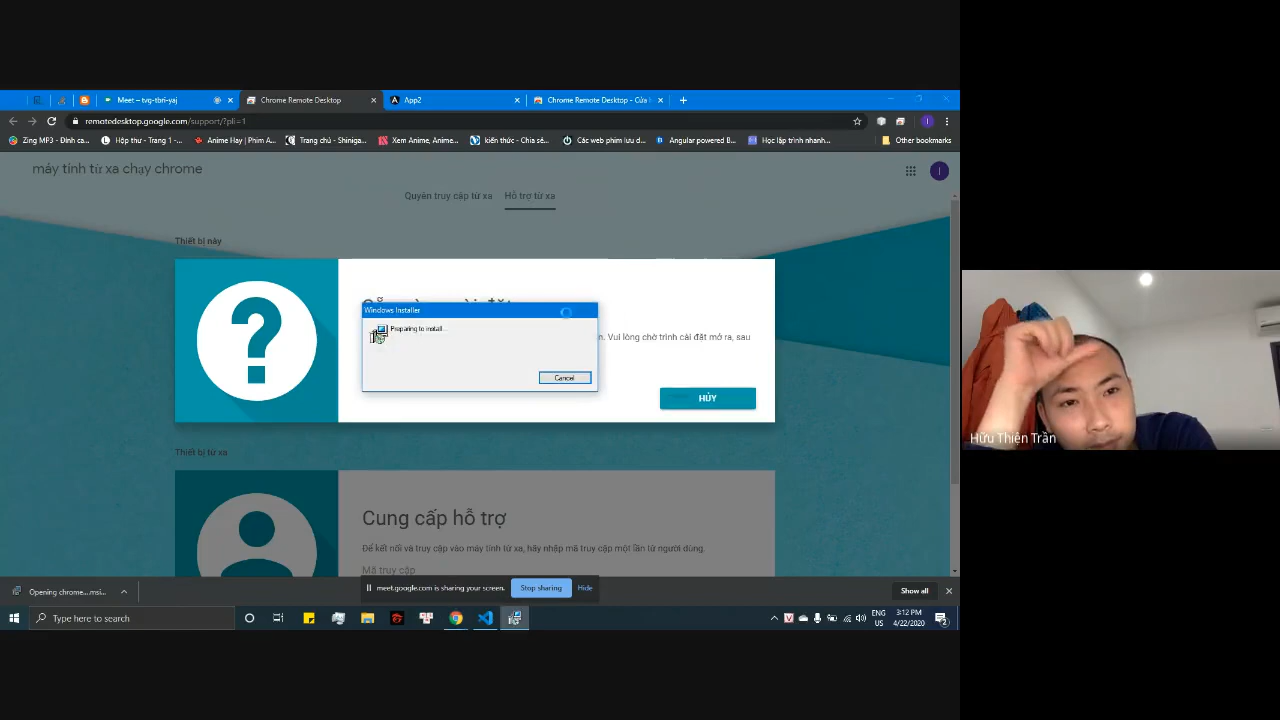 Meet – tvg-tbri-yaj
Chrome Remote Desktop
App2
Chrome Remote Desktop - Cửa
remotedesktop.google.com/support/?pli=1
Zing MP3 - Đỉnh ca...
Hộp thư - Trang 1 -...
Anime Hay | Phim A...
Trang chủ - Shiniga...
Xem Anime, Anime...
kiến thức - Chia sẻ...
Các web phim lưu d...
Angular powered B...
Học lập trình nhanh...
Other bookmarks
máy tính từ xa chạy chrome
I
Quyền truy cập từ xa
Hỗ trợ từ xa
Thiết bị này
Windows Installer
Preparing to install...
n. Vui lòng chờ trình cài đặt mở ra, sau
Cancel
HỦY
Hữu Thiên Trần
Thiết bị từ xa
Cung cấp hỗ trợ
Để kết nối và truy cập vào máy tính từ xa, hãy nhập mã truy cập một lần từ người dùng.
Mã truy cập
Opening chrome....msi...
meet.google.com is sharing your screen.
Stop sharing
Hide
Show all
Type here to search
ENG
US
3:12 PM
4/22/2020
2